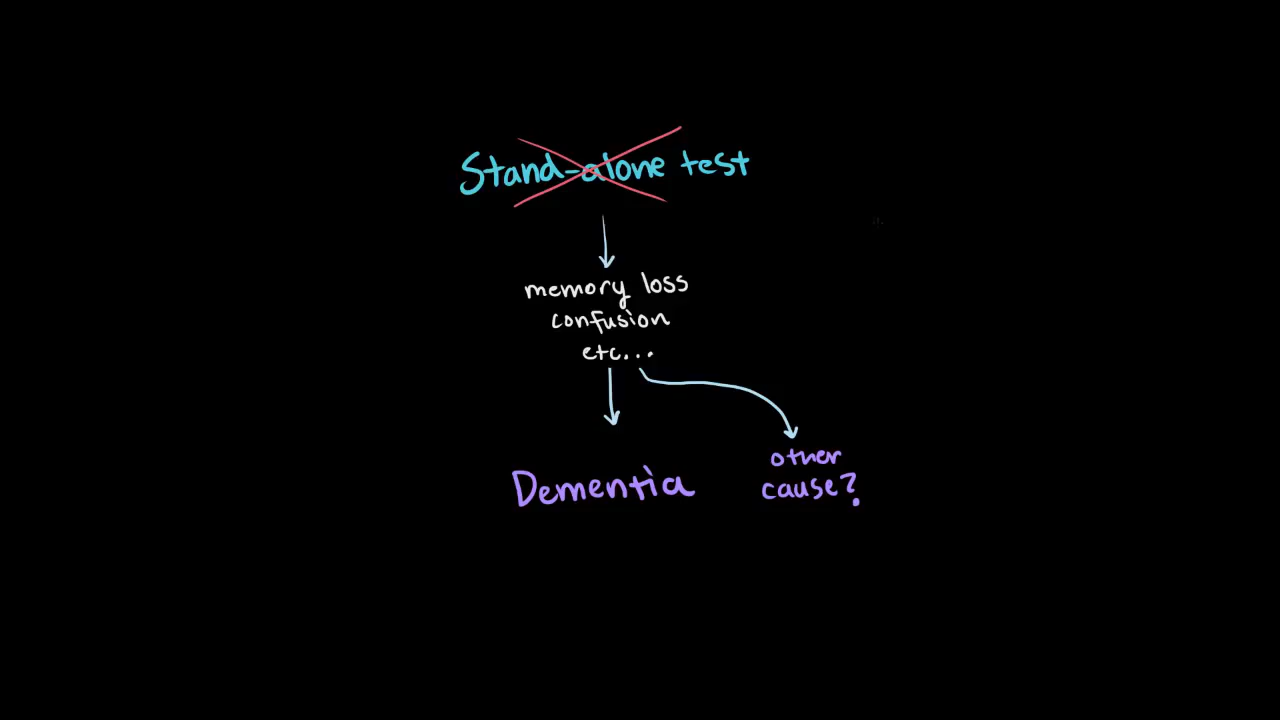 Stand-alone test
memory loss
confusion
etc...
Dementia
other
cause?